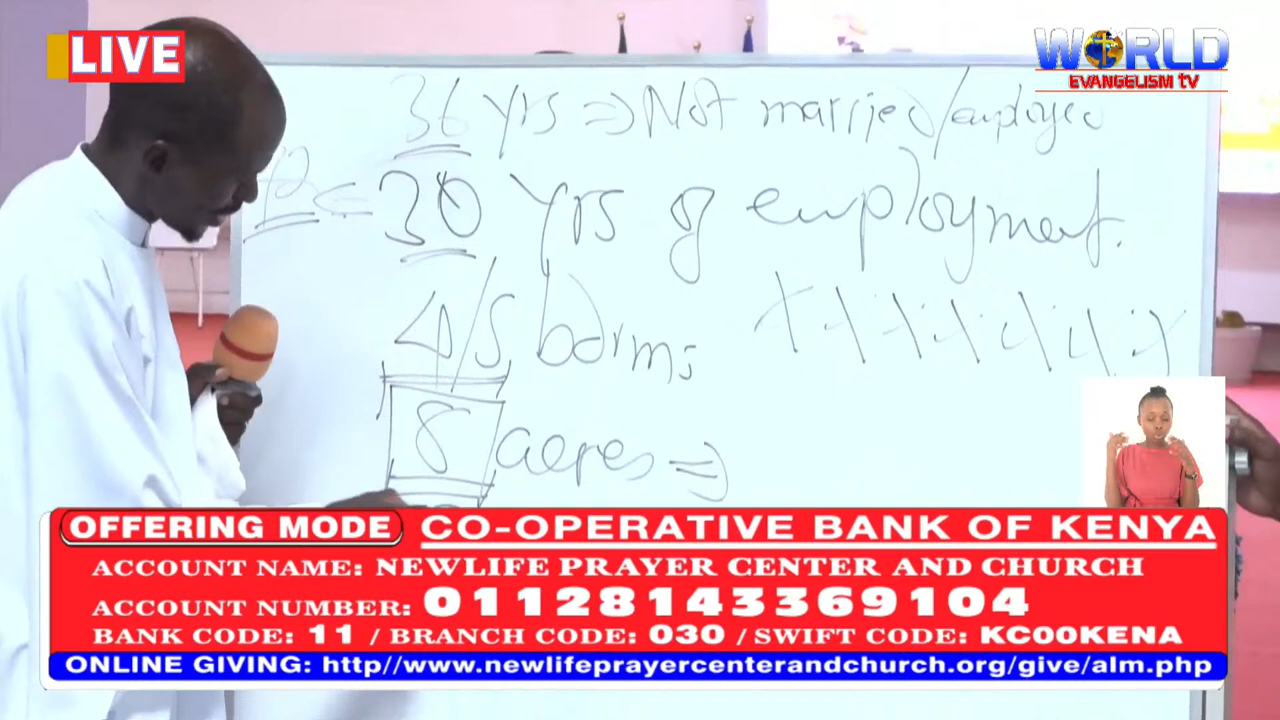 LIVE
WORLD
EVANGELISM TV
36 yrs => Not married/employed
30 yrs of employment.
4/5 bdrms
8 acres =>
OFFERING MODE CO-OPERATIVE BANK OF KENYA
ACCOUNT NAME: NEWLIFE PRAYER CENTER AND CHURCH
ACCOUNT NUMBER: 01128143369104
BANK CODE: 11 / BRANCH CODE: 030 / SWIFT CODE: KC00KENA
ONLINE GIVING: http//www.newlifeprayercenterandchurch.org/give/alm.php